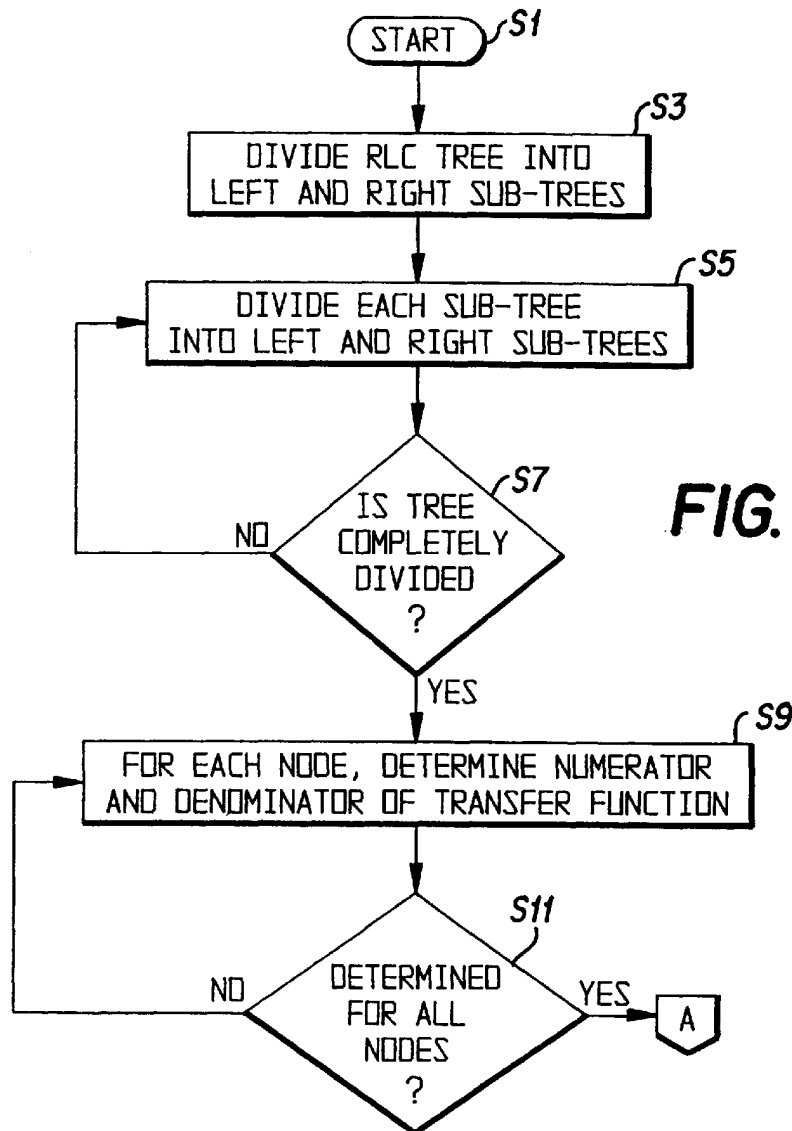 START
S1
S3
DIVIDE RLC TREE INTO
LEFT AND RIGHT SUB-TREES
S5
DIVIDE EACH SUB-TREE
INTO LEFT AND RIGHT SUB-TREES
S7
IS TREE
COMPLETELY
DIVIDED
?
NO
FIG.
YES
S9
FOR EACH NODE, DETERMINE NUMERATOR
AND DENOMINATOR OF TRANSFER FUNCTION
S11
DETERMINED
FOR ALL
NODES
?
NO
YES
A